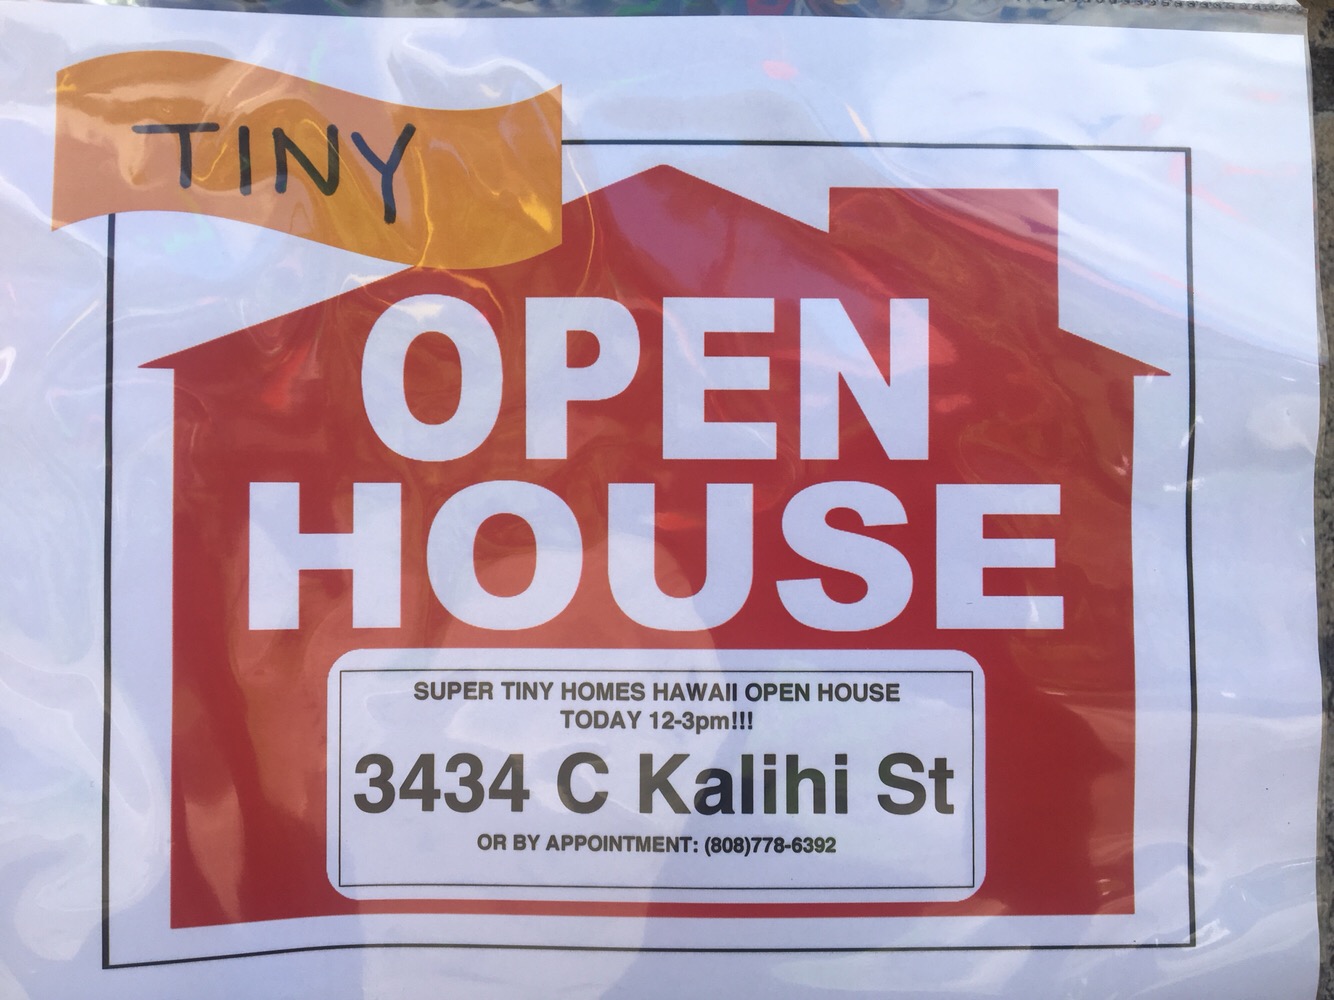 TINY
OPEN
HOUSE
SUPER TINY HOMES HAWAII OPEN HOUSE
TODAY 12-3pm!!!
3434 C Kalihi St
OR BY APPOINTMENT: (808)778-6392